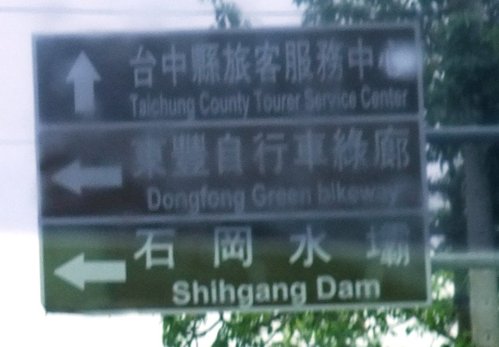 台中縣旅客服務中心
Taichung County Tourer Service Center
東豐自行車綠廊
Dongfong Green bikeway
石岡水壩
Shihgang Dam